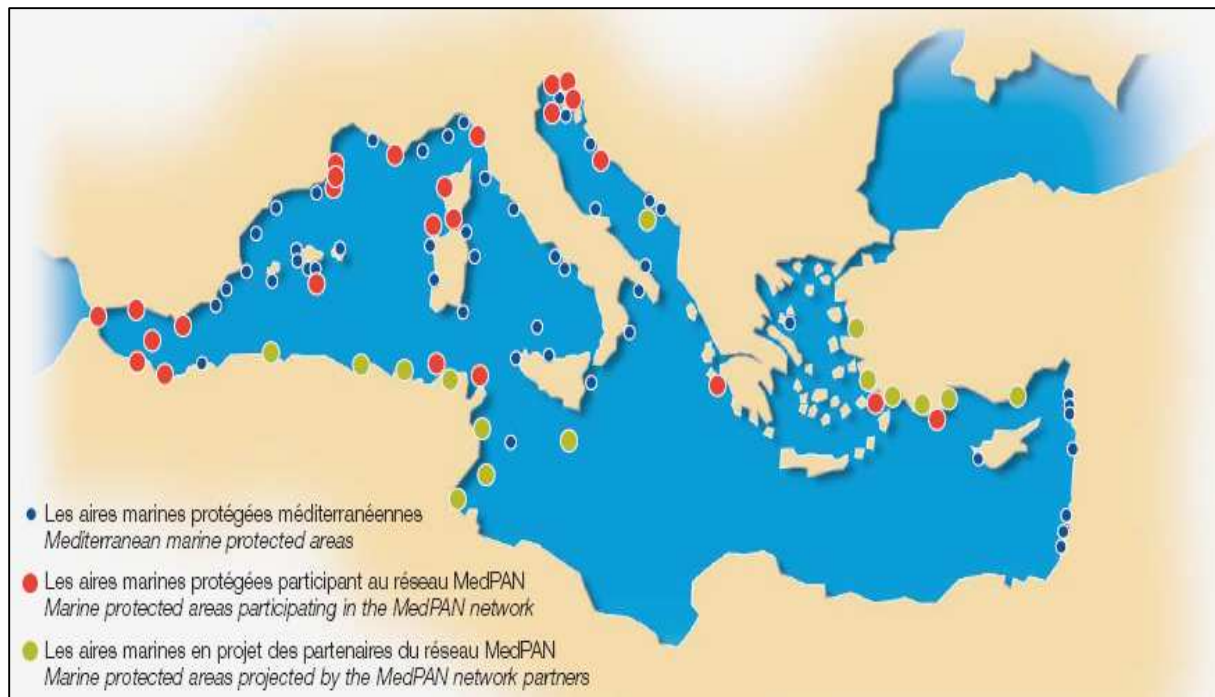 Les aires marines protégées méditerranéennes
Mediterranean marine protected areas
Les aires marines protégées participant au réseau MedPAN
Marine protected areas participating in the MedPAN network
Les aires marines en projet des partenaires du réseau MedPAN
Marine protected areas projected by the MedPAN network partners